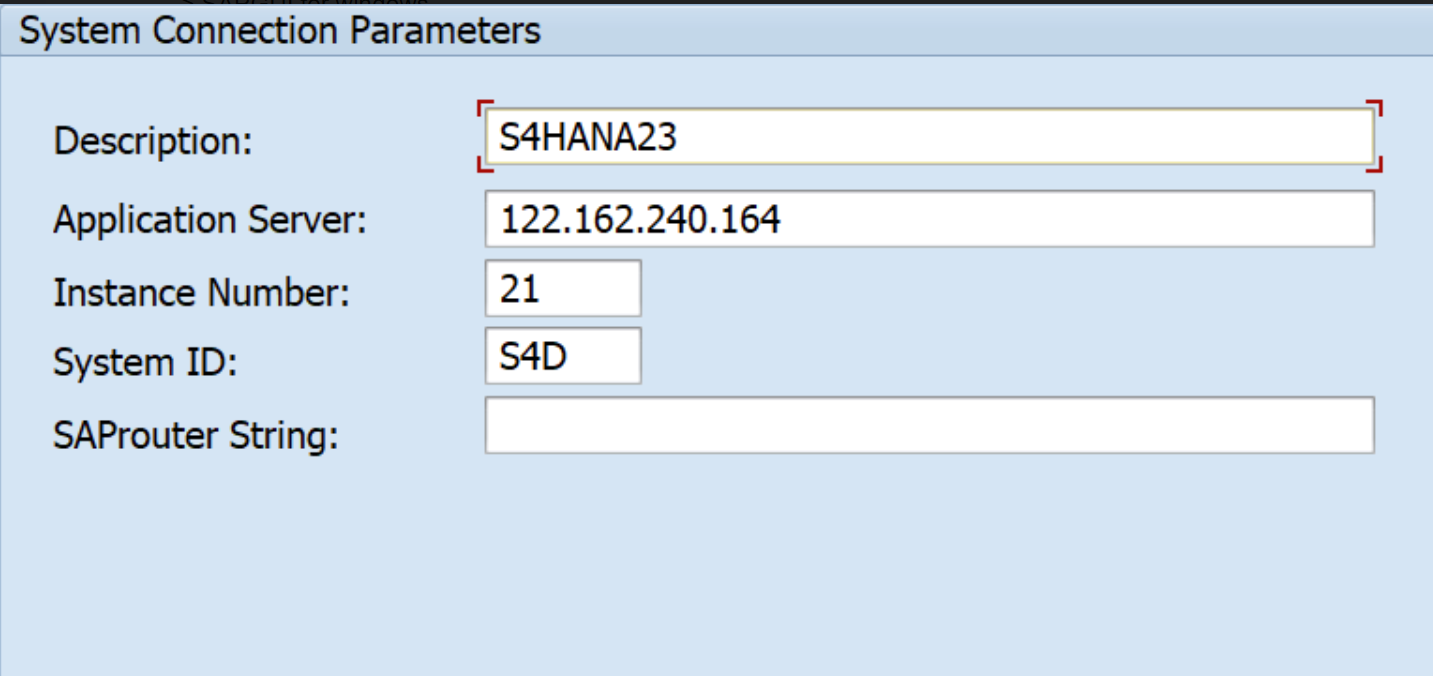 System Connection Parameters
Description: S4HANA23
Application Server: 122.162.240.164
Instance Number: 21
System ID: S4D
SAProuter String: